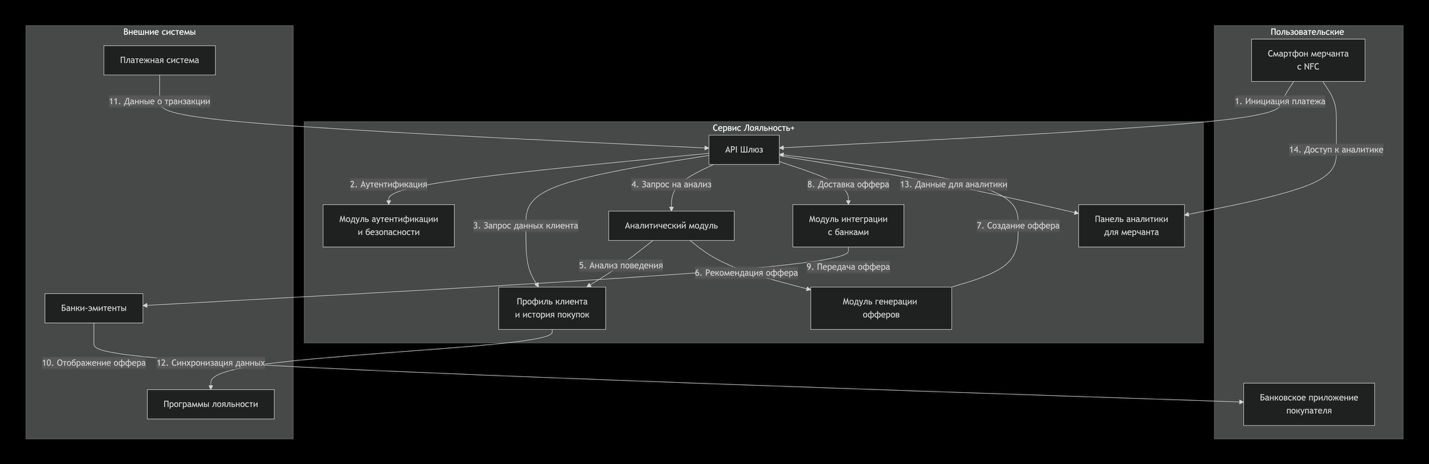 Внешние системы
Пользовательские
Платежная система
Смартфон мерчанта
с NFC
11. Данные о транзакции
1. Инициация платежа
Сервис Лояльность+
API Шлюз
14. Доступ к аналитике
2. Аутентификация
4. Запрос на анализ
8. Доставка оффера
13. Данные для аналитики
Модуль аутентификации
и безопасности
3. Запрос данных клиента
Аналитический модуль
Модуль интеграции
с банками
7. Создание оффера
Панель аналитики
для мерчанта
5. Анализ поведения
6. Рекомендация оффера
9. Передача оффера
Банки-эмитенты
Профиль клиента
и история покупок
Модуль генерации
офферов
10. Отображение оффера
12. Синхронизация данных
Программы лояльности
Банковское приложение
покупателя